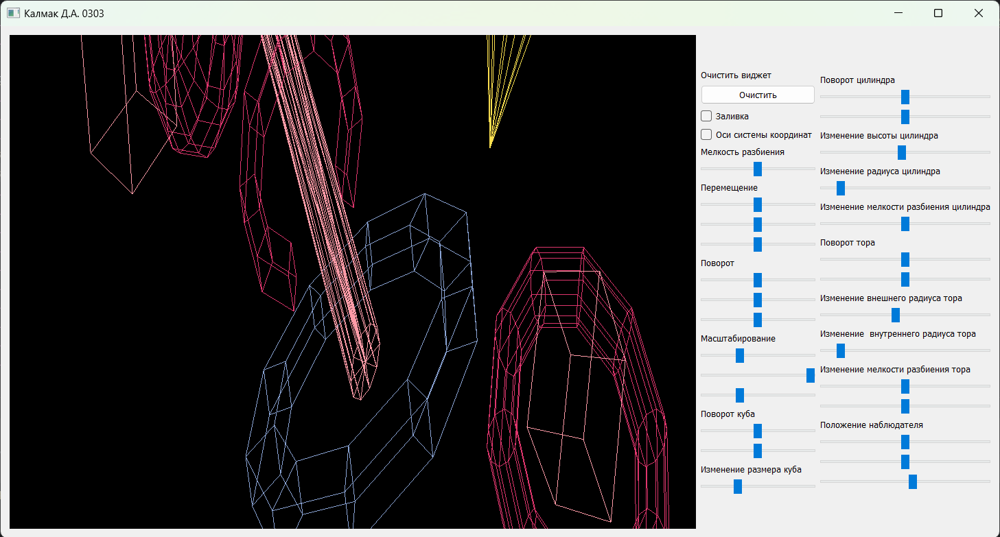 Калмак Д.А. 0303
Очистить виджет
Очистить
Заливка
Оси системы координат
Мелкость разбиения
Перемещение
Поворот
Масштабирование
Поворот куба
Изменение размера куба
Поворот цилиндра
Изменение высоты цилиндра
Изменение радиуса цилиндра
Изменение мелкости разбиения цилиндра
Поворот тора
Изменение внешнего радиуса тора
Изменение  внутреннего радиуса тора
Изменение мелкости разбиения тора
Положение наблюдателя